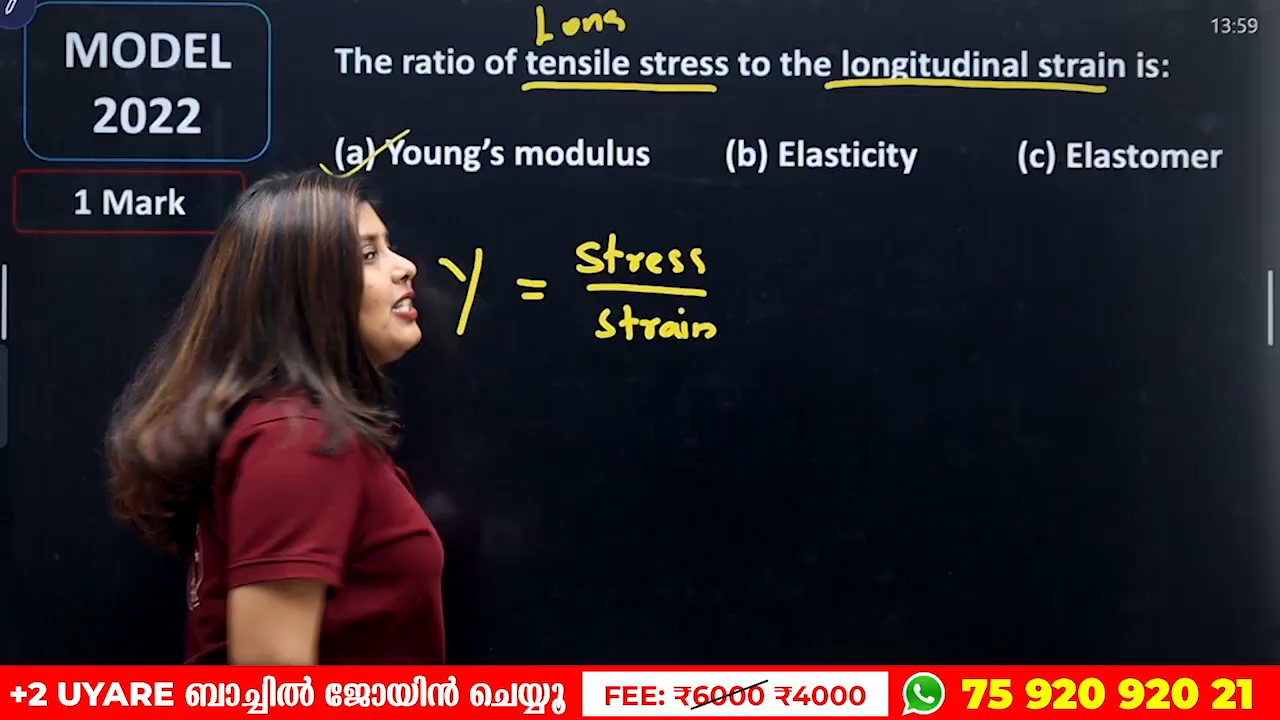 MODEL
2022
1 Mark
13:59
Long
The ratio of tensile stress to the longitudinal strain is:
(a) Young's modulus (b) Elasticity (c) Elastomer
Y = stress
strain
+2 UYARE ബാച്ചിൽ ജോയിൻ ചെയ്യൂ FEE: ₹6000 ₹4000 75 920 920 21